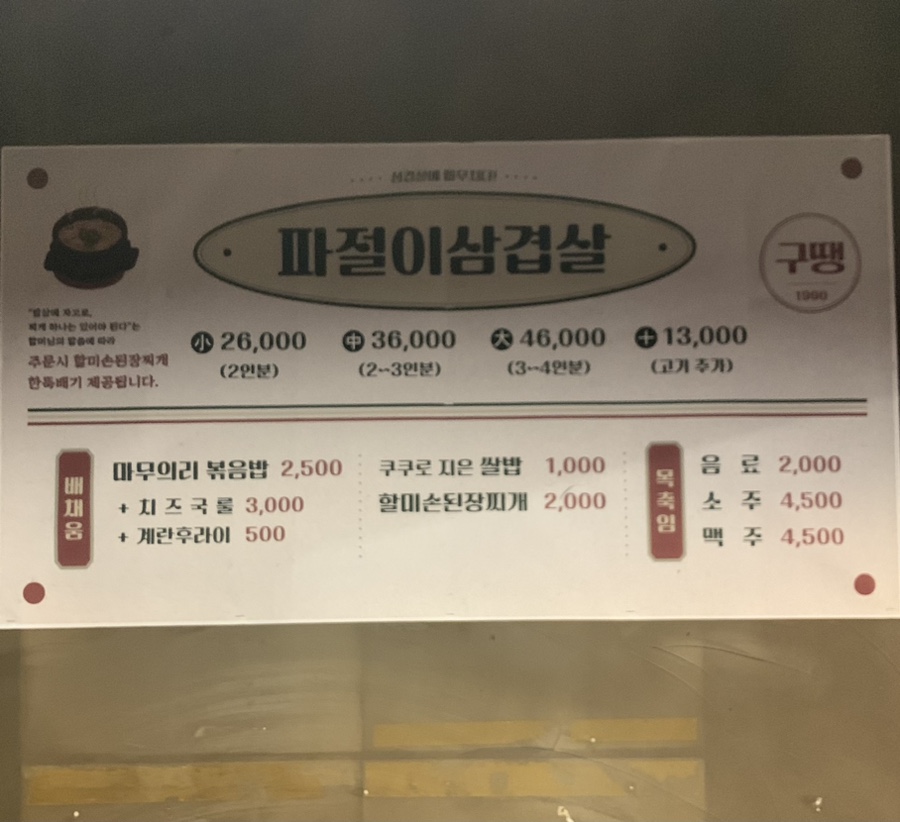 파절이삼겹살
구땡
1990
"밥상에 자고로,
찌개 하나는 있어야 된다"는
할머님의 말씀에 따라
주문시 할미손된장찌개
한뚝배기 제공됩니다.
小 26,000
(2인분)
中 36,000
(2~3인분)
大 46,000
(3~4인분)
+ 13,000
(고기 추가)
배채움
마무의리 볶음밥 2,500
+ 치즈국룰 3,000
+ 계란후라이 500
쿠쿠로 지은 쌀밥 1,000
할미손된장찌개 2,000
목축임
음료 2,000
소주 4,500
맥주 4,500